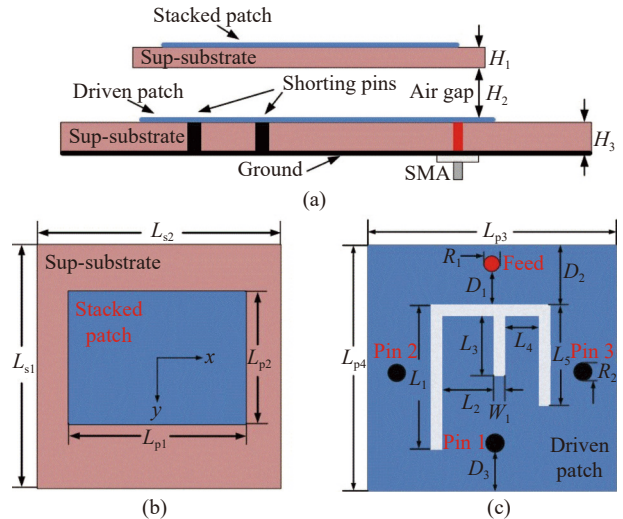 Stacked patch
Sup-substrate
H1
Driven patch
Shorting pins
Air gap
H2
Sup-substrate
H3
Ground
SMA
(a)
Ls2
Sup-substrate
Stacked
patch
x
y
Ls1
Lp2
Lp1
(b)
Lp3
R1
Feed
D1
D2
Lp4
Pin 2
L1
L3
L4
L5
Pin 3
R2
L2
W1
Pin 1
D3
Driven
patch
(c)